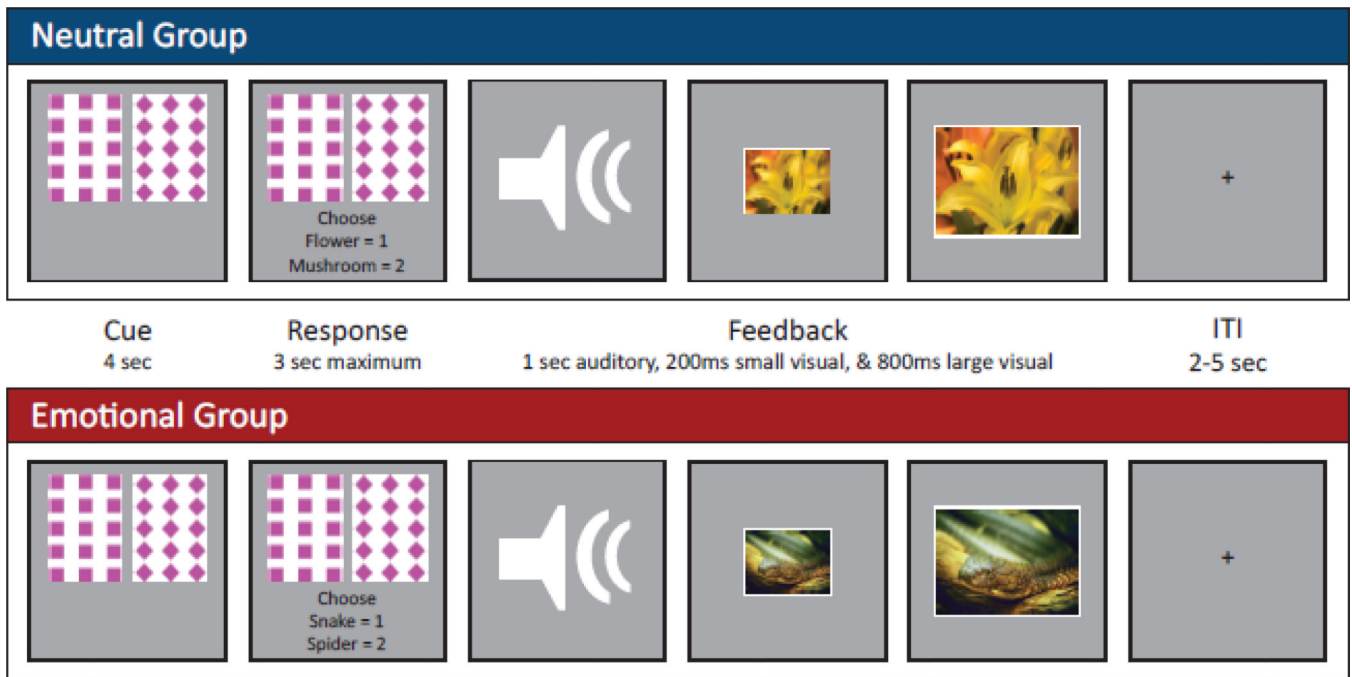 Neutral Group
Choose
Flower = 1
Mushroom = 2
+
Cue
4 sec
Response
3 sec maximum
Feedback
1 sec auditory, 200ms small visual, & 800ms large visual
ITI
2-5 sec
Emotional Group
Choose
Snake = 1
Spider = 2
+